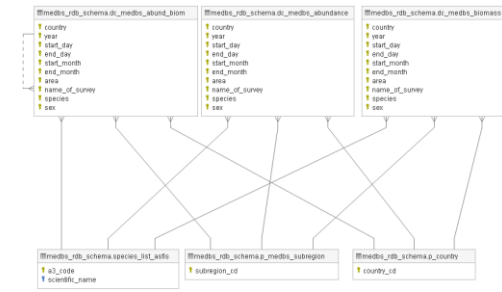 medbs_rdb_schema.dc_medbs_abund_biom
country
year
start_day
end_day
start_month
end_month
area
name_of_survey
species
sex
medbs_rdb_schema.dc_medbs_abundance
country
year
start_day
end_day
start_month
end_month
area
name_of_survey
species
sex
medbs_rdb_schema.dc_medbs_biomass
country
year
start_day
end_day
start_month
end_month
area
name_of_survey
species
sex
medbs_rdb_schema.species_list_asfis
a3_code
scientific_name
medbs_rdb_schema.p_medbs_subregion
subregion_cd
medbs_rdb_schema.p_country
country_cd